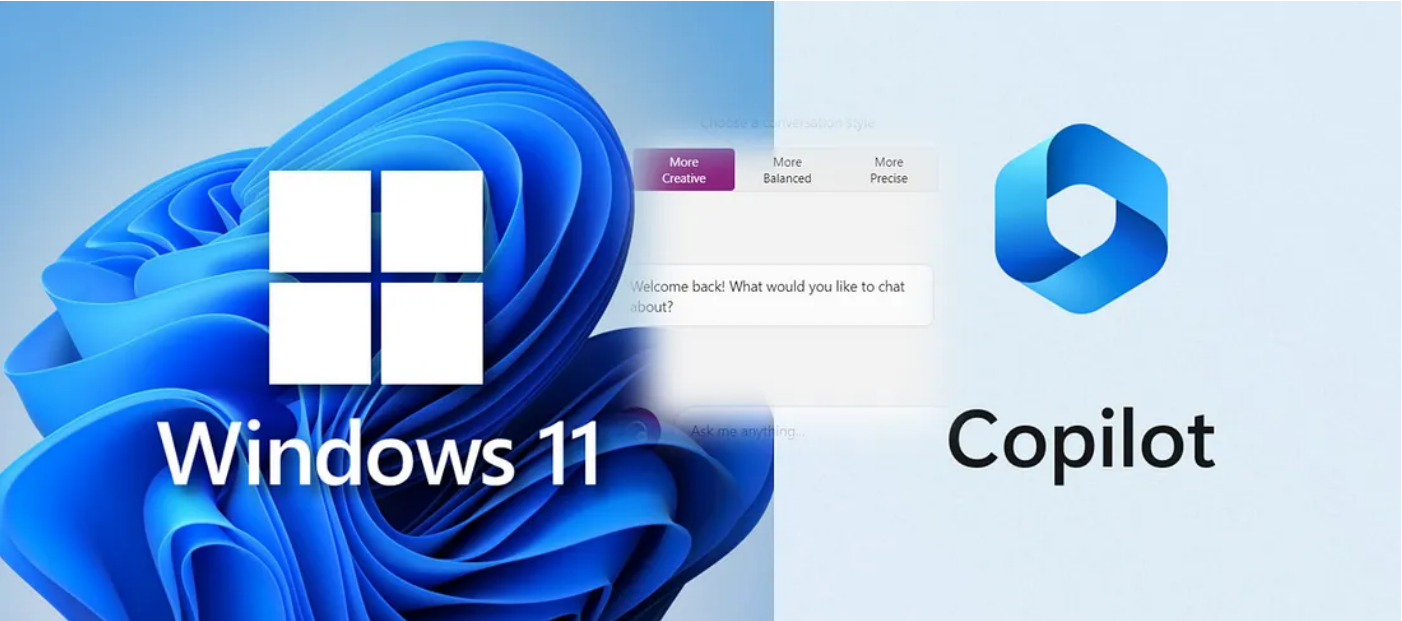 Windows 11
Choose a conversation style
More
Creative
More
Balanced
More
Precise
Welcome back! What would you like to chat
about?
Ask me anything...
Copilot